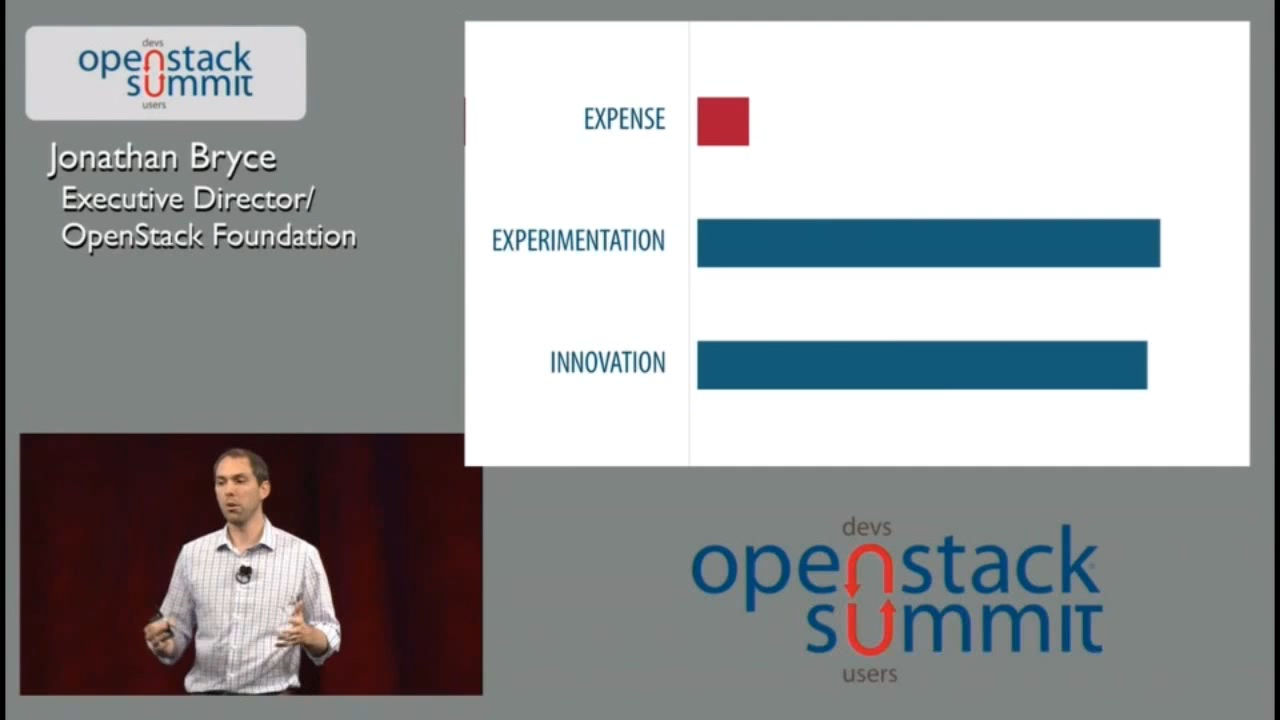 devs
openstack
summit
users
Jonathan Bryce
Executive Director/
OpenStack Foundation
EXPENSE
EXPERIMENTATION
INNOVATION
devs
openstack
summit
users